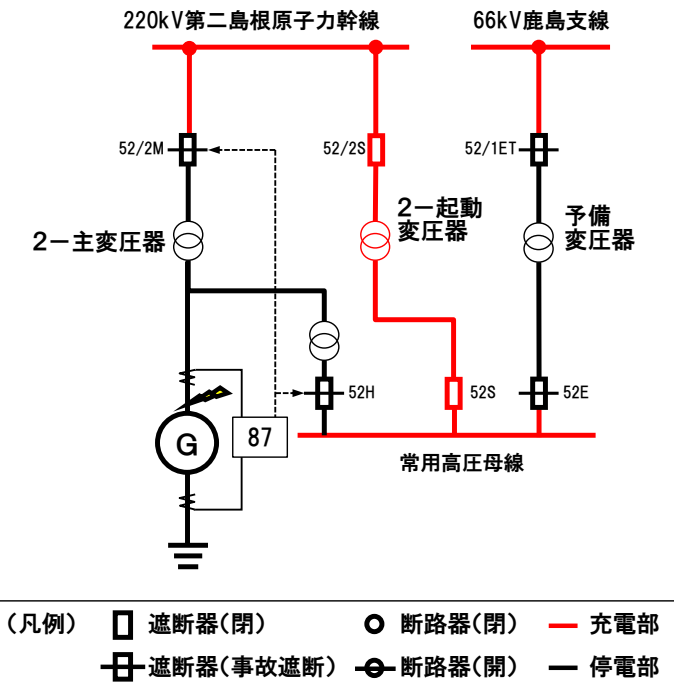 220kV第二島根原子力幹線 66kV鹿島支線
52/2M 52/2S 52/1ET
2-主変圧器
2-起動
変圧器
予備
変圧器
52H 52S 52E
G 87
常用高圧母線
(凡例) 遮断器(閉) 断路器(閉) 充電部
遮断器(事故遮断) 断路器(開) 停電部